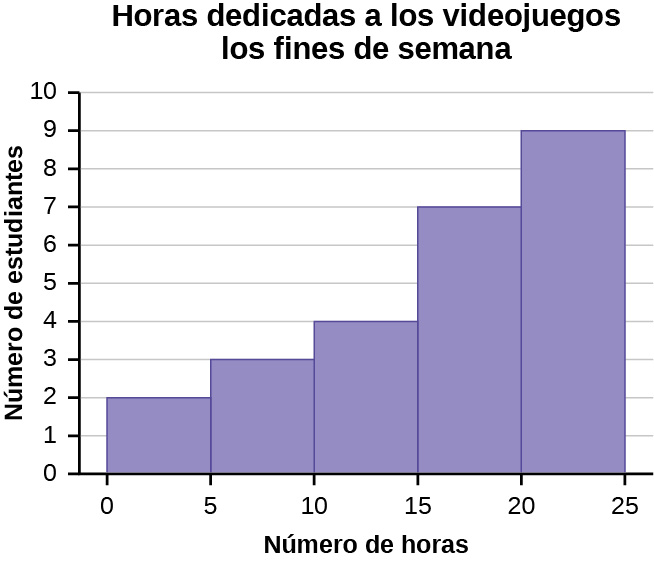 Horas dedicadas a los videojuegos
los fines de semana
Número de estudiantes
10
9
8
7
6
5
4
3
2
1
0
0 5 10 15 20 25
Número de horas